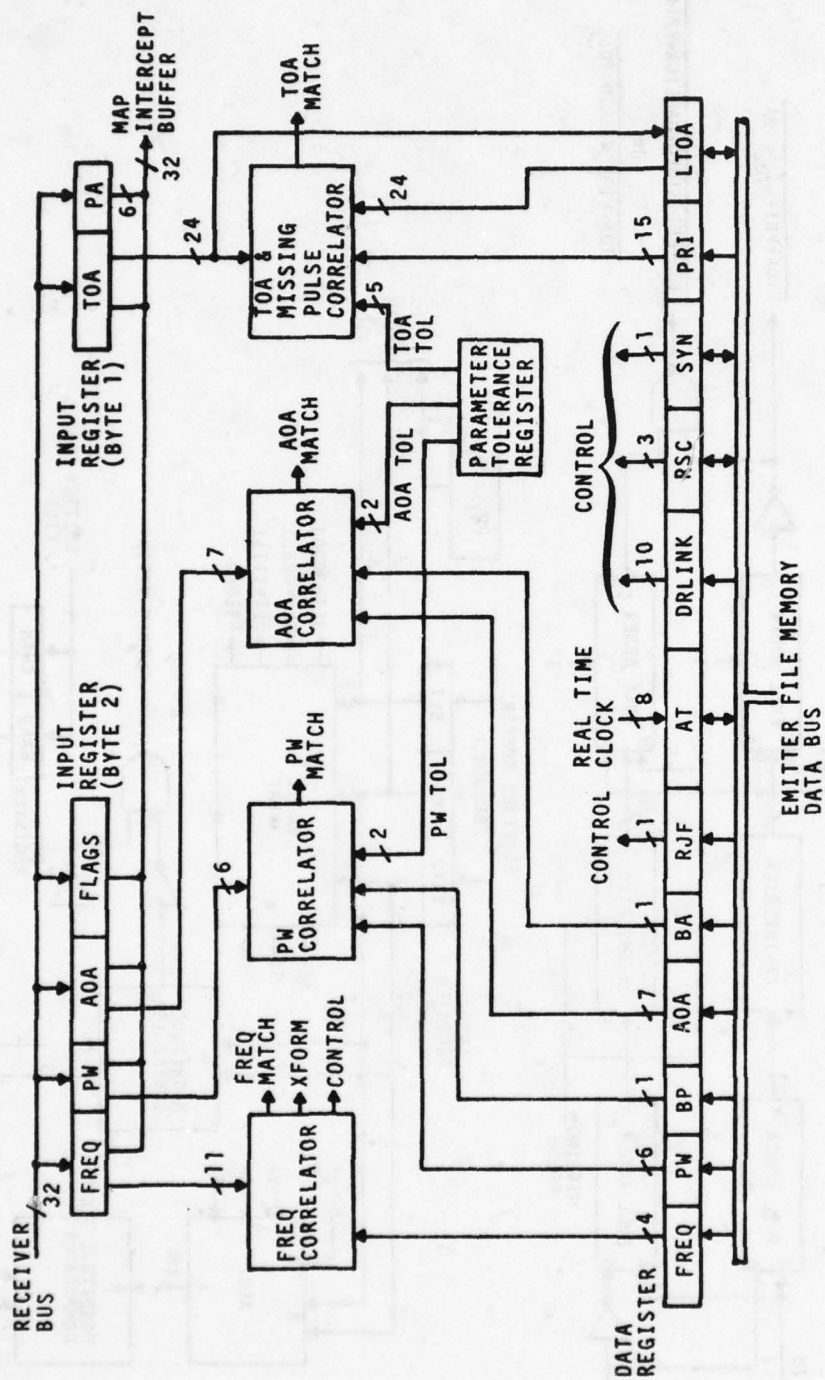 RECEIVER
BUS
32
FREQ
PW
AOA
FLAGS
INPUT
REGISTER
(BYTE 2)
INPUT
REGISTER
(BYTE 1)
TOA
PA
6
MAP
INTERCEPT
BUFFER
32
11
6
7
24
FREQ
CORRELATOR
FREQ
MATCH
XFORM
CONTROL
PW
CORRELATOR
PW
MATCH
2
PW TOL
AOA
CORRELATOR
AOA
MATCH
2
AOA TOL
TOA &
MISSING
PULSE
CORRELATOR
TOA
MATCH
5
TOA
TOL
24
PARAMETER
TOLERANCE
REGISTER
DATA
REGISTER
4
6
1
7
1
1
CONTROL
REAL TIME
CLOCK
8
CONTROL
10
3
1
15
FREQ
PW
BP
AOA
BA
RJF
AT
DRLINK
RSC
SYN
PRI
LTOA
EMITTER FILE MEMORY
DATA BUS